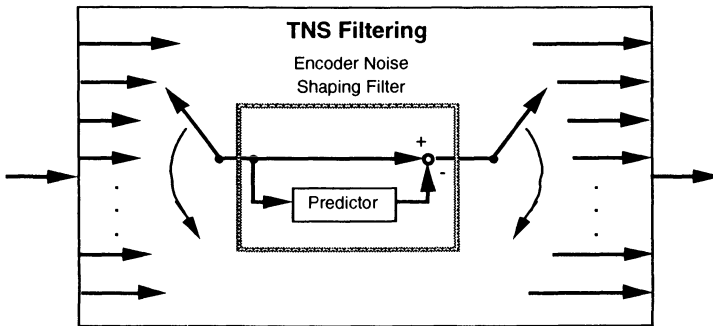 TNS Filtering
Encoder Noise
Shaping Filter
+
-
Predictor